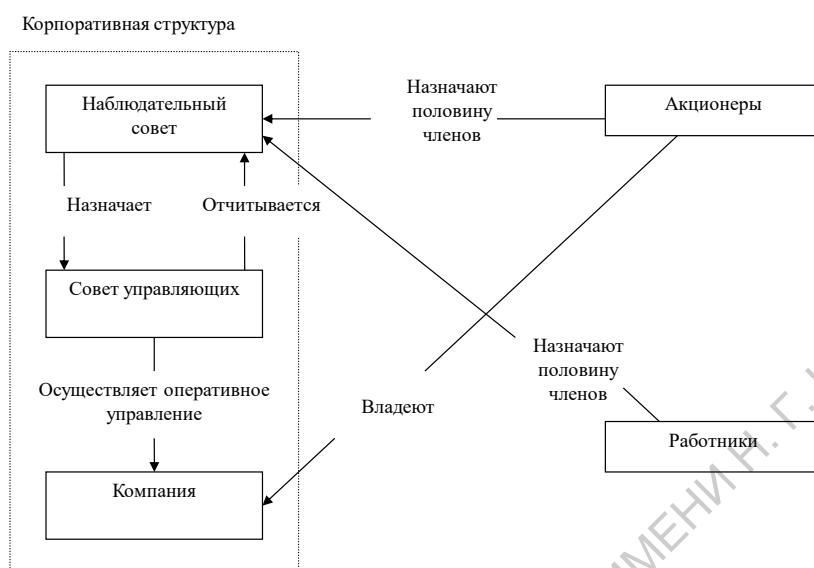 Корпоративная структура
Наблюдательный
совет
Назначают
половину
членов
Акционеры
Назначает
Отчитывается
Совет управляющих
Назначают
половину
членов
Осуществляет оперативное
управление
Владеют
Работники
Компания
ИМЕНИ Н. Г.